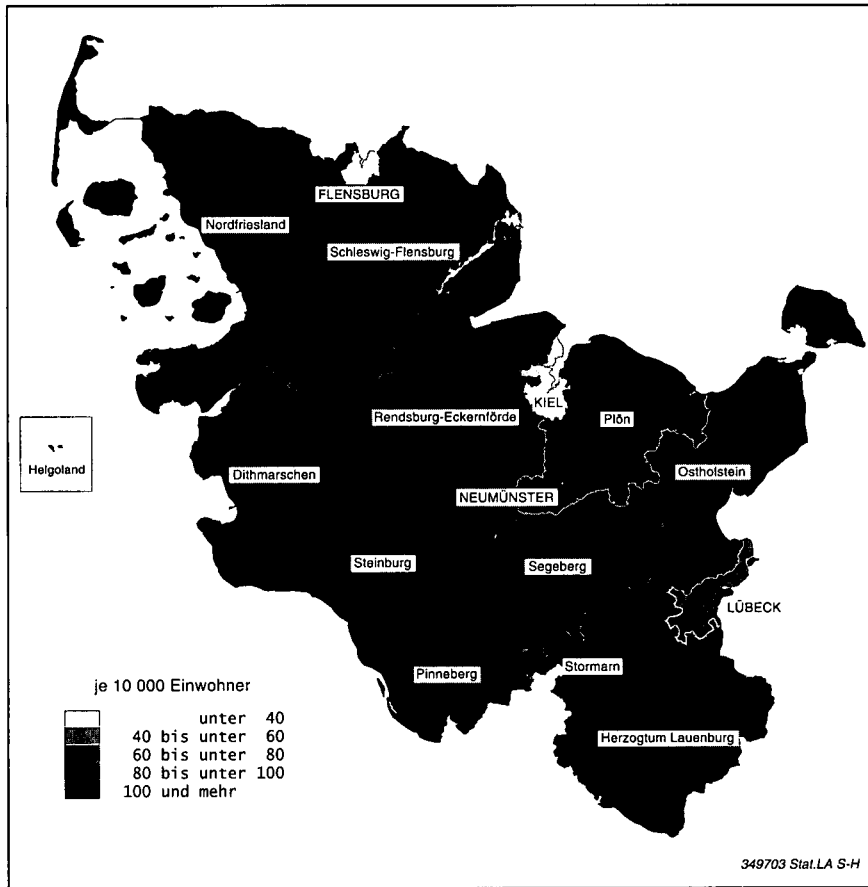 FLENSBURG
Nordfriesland
Schleswig-Flensburg
KIEL
Rendsburg-Eckernförde
Plön
Helgoland
Dithmarschen
Ostholstein
NEUMÜNSTER
Steinburg
Segeberg
LÜBECK
Pinneberg
Stormarn
je 10 000 Einwohner
unter 40
40 bis unter 60
60 bis unter 80
80 bis unter 100
100 und mehr
Herzogtum Lauenburg
349703 Stat.LA S-H